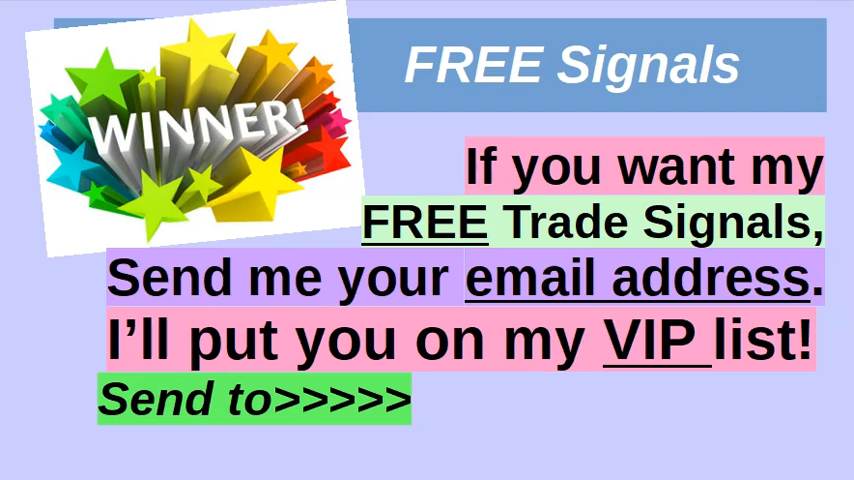 WINNER!
FREE Signals
If you want my
FREE Trade Signals,
Send me your email address.
I’ll put you on my VIP list!
Send to>>>>>